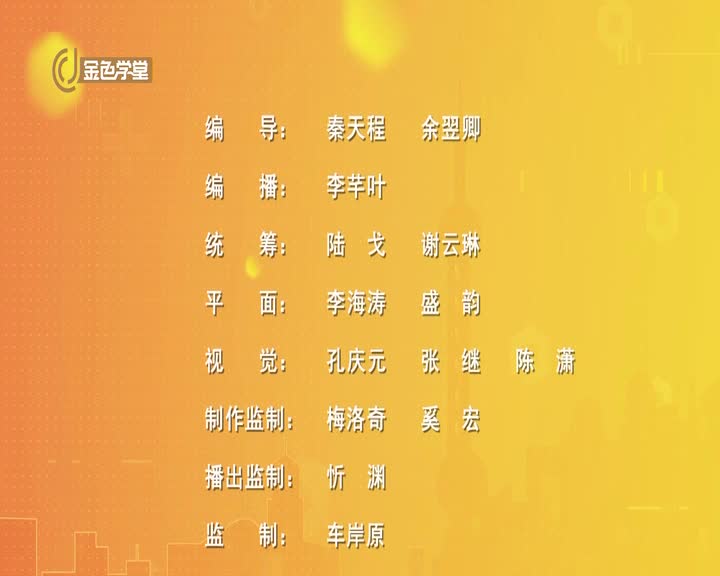 金色学堂
编 导： 秦天程 余翌卿
编 播： 李芊叶
统 筹： 陆 戈 谢云琳
平 面： 李海涛 盛 韵
视 觉： 孔庆元 张 继 陈 潇
制作监制： 梅洛奇 奚 宏
播出监制： 忻 渊
监 制： 车岸原